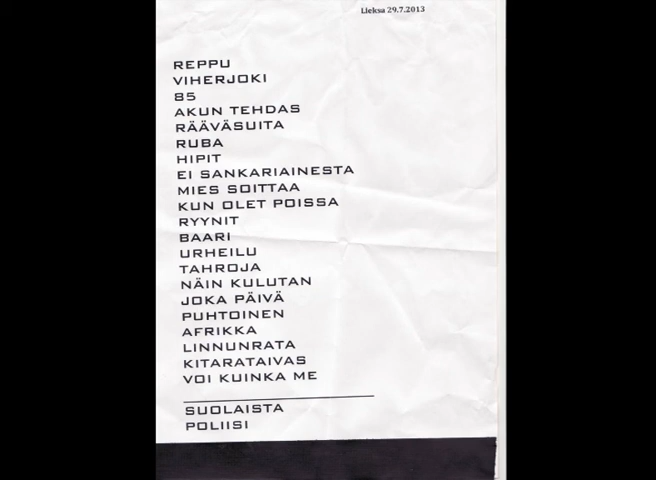 Lieksa 29.7.2013
REPPU
VIHERJOKI
85
AKUN TEHDAS
RÄÄVÄSUITA
RUBA
HIPIT
EI SANKARIAINESTA
MIES SOITTAA
KUN OLET POISSA
RYYNIT
BAARI
URHEILU
TAHROJA
NÄIN KULUTAN
JOKA PÄIVÄ
PUHTOINEN
AFRIKKA
LINNUNRATA
KITARATAIVAS
VOI KUINKA ME
SUOLAISTA
POLIISI